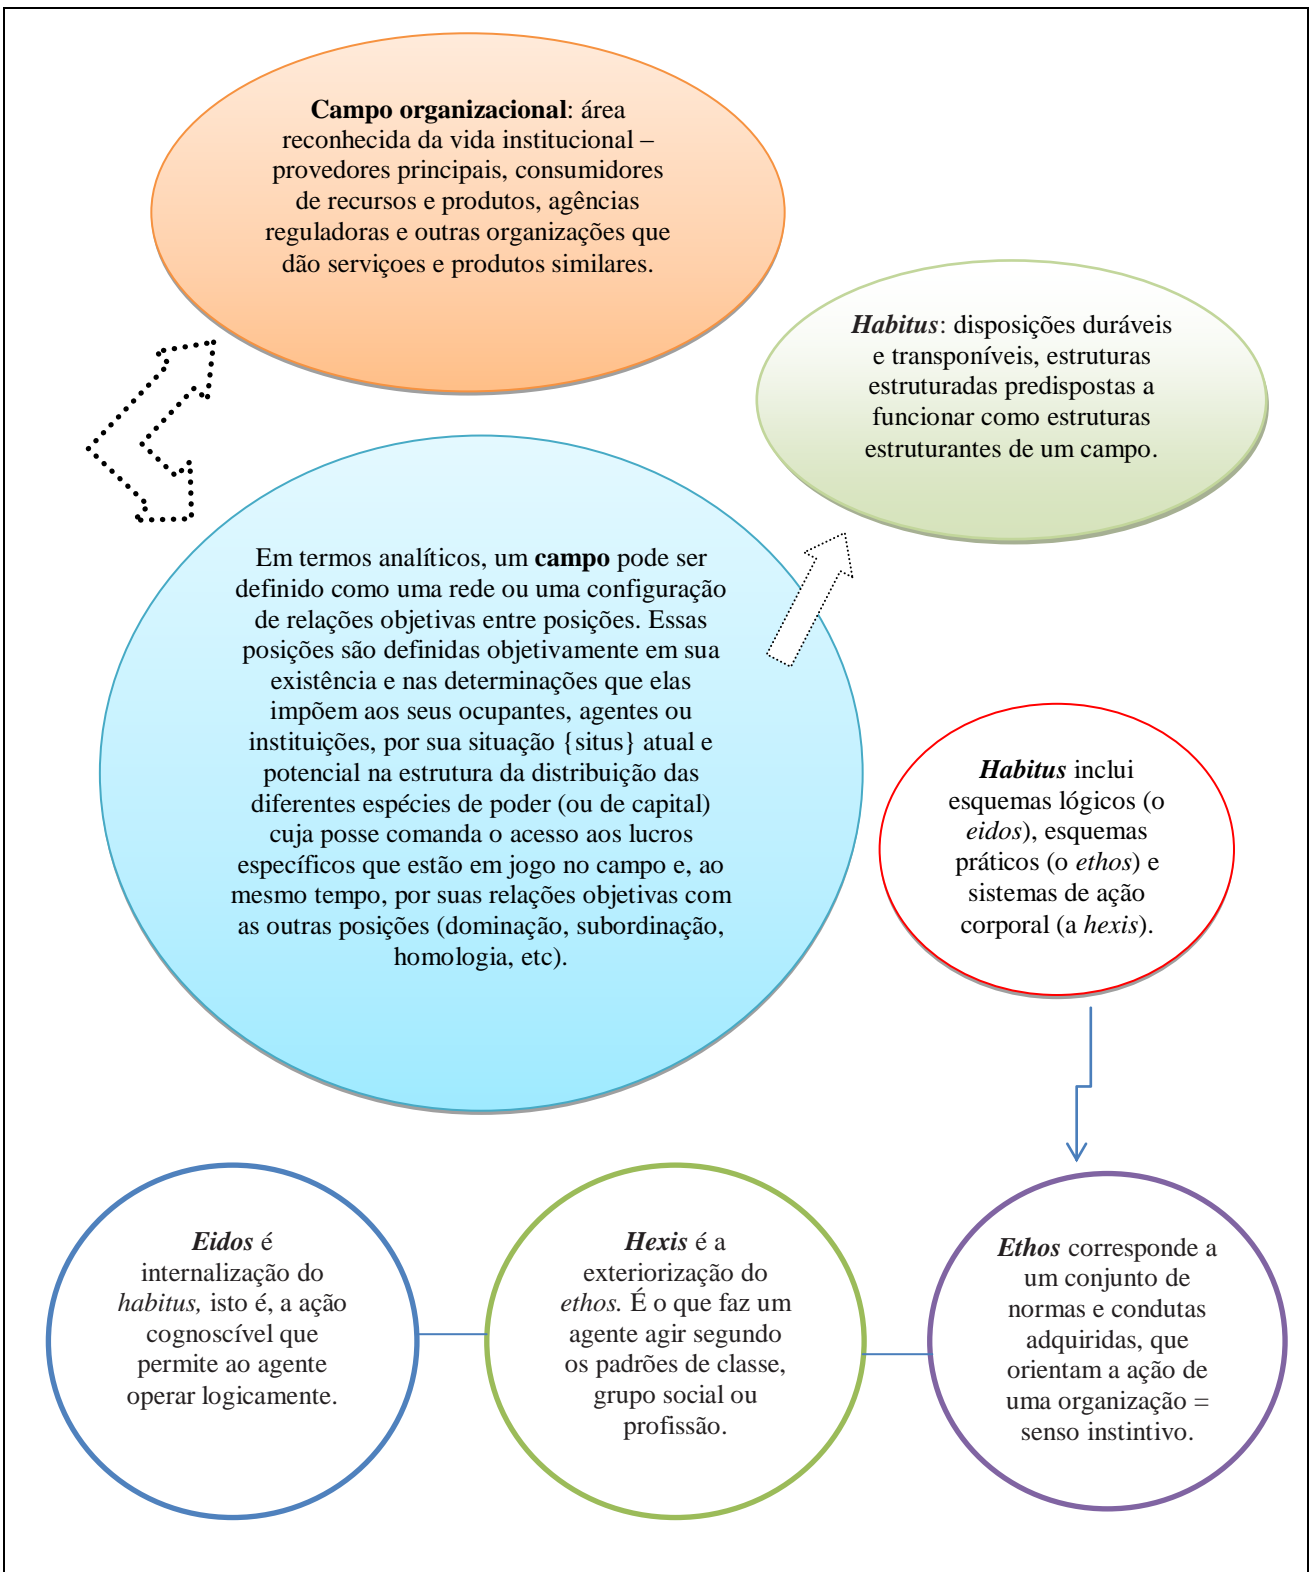 Campo organizacional: área
reconhecida da vida institucional –
provedores principais, consumidores
de recursos e produtos, agências
reguladoras e outras organizações que
dão serviçoes e produtos similares.
Habitus: disposições duráveis
e transponíveis, estruturas
estruturadas predispostas a
funcionar como estruturas
estruturantes de um campo.
Em termos analíticos, um campo pode ser
definido como uma rede ou uma configuração
de relações objetivas entre posições. Essas
posições são definidas objetivamente em sua
existência e nas determinações que elas
impõem aos seus ocupantes, agentes ou
instituições, por sua situação {situs} atual e
potencial na estrutura da distribuição das
diferentes espécies de poder (ou de capital)
cuja posse comanda o acesso aos lucros
específicos que estão em jogo no campo e, ao
mesmo tempo, por suas relações objetivas com
as outras posições (dominação, subordinação,
homologia, etc).
Habitus inclui
esquemas lógicos (o
eidos), esquemas
práticos (o ethos) e
sistemas de ação
corporal (a hexis).
Eidos é
internalização do
habitus, isto é, a ação
cognoscível que
permite ao agente
operar logicamente.
Hexis é a
exteriorização do
ethos. É o que faz um
agente agir segundo
os padrões de classe,
grupo social ou
profissão.
Ethos corresponde a
um conjunto de
normas e condutas
adquiridas, que
orientam a ação de
uma organização =
senso instintivo.